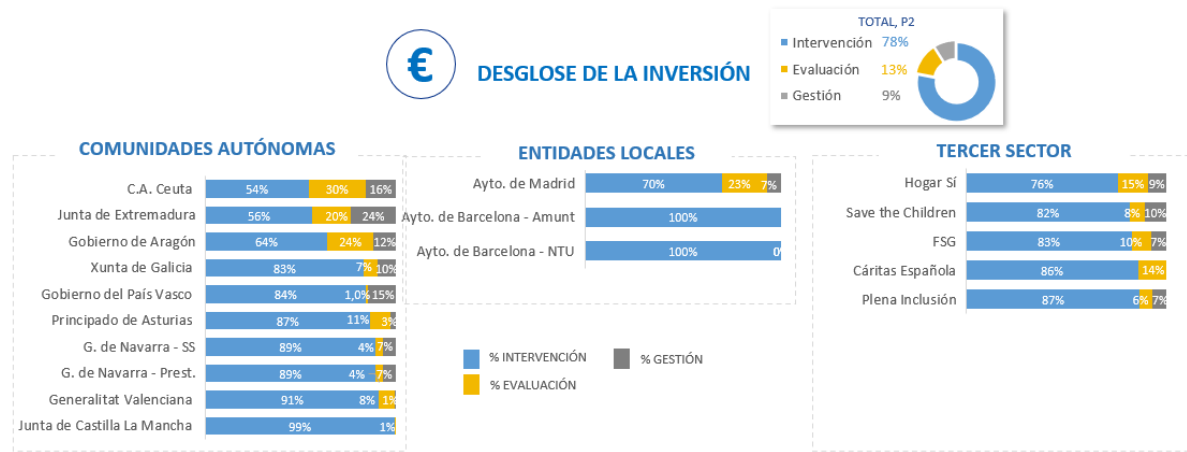 TOTAL, P2
Intervención 78%
Evaluación 13%
Gestión 9%
€
DESGLOSE DE LA INVERSIÓN
COMUNIDADES AUTÓNOMAS
C.A. Ceuta 54% 30% 16%
Junta de Extremadura 56% 20% 24%
Gobierno de Aragón 64% 24% 12%
Xunta de Galicia 83% 7% 10%
Gobierno del País Vasco 84% 1,0% 15%
Principado de Asturias 87% 11% 3%
G. de Navarra - SS 89% 4% 7%
G. de Navarra - Prest. 89% 4% 7%
Generalitat Valenciana 91% 8% 1%
Junta de Castilla La Mancha 99% 1%
ENTIDADES LOCALES
Ayto. de Madrid 70% 23% 7%
Ayto. de Barcelona - Amunt 100%
Ayto. de Barcelona - NTU 100% 0%
% INTERVENCIÓN
% GESTIÓN
% EVALUACIÓN
TERCER SECTOR
Hogar Sí 76% 15% 9%
Save the Children 82% 8% 10%
FSG 83% 10% 7%
Cáritas Española 86% 14%
Plena Inclusión 87% 6% 7%